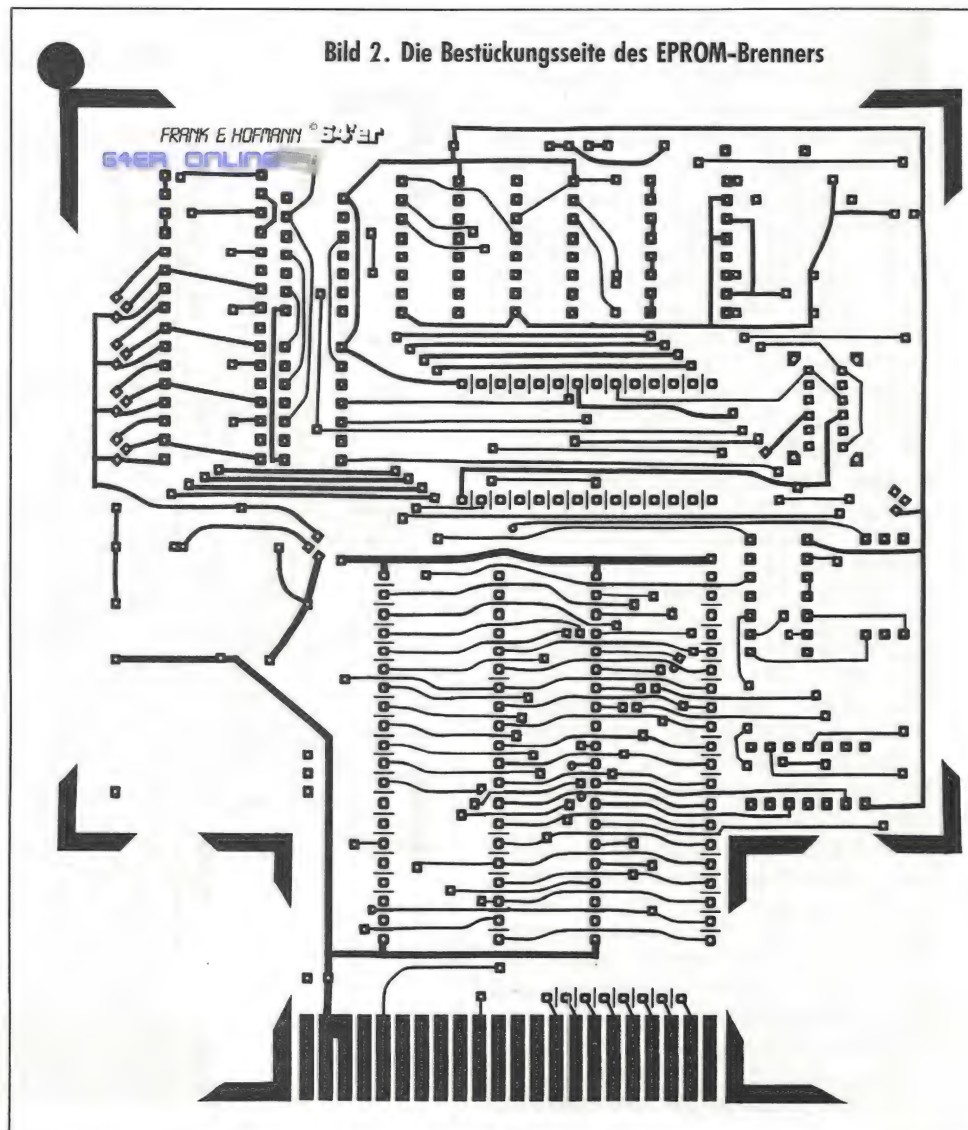 Bild 2. Die Bestückungsseite des EPROM-Brenners
FRANK & HOFMANN © 64'er
64ER ONLINE